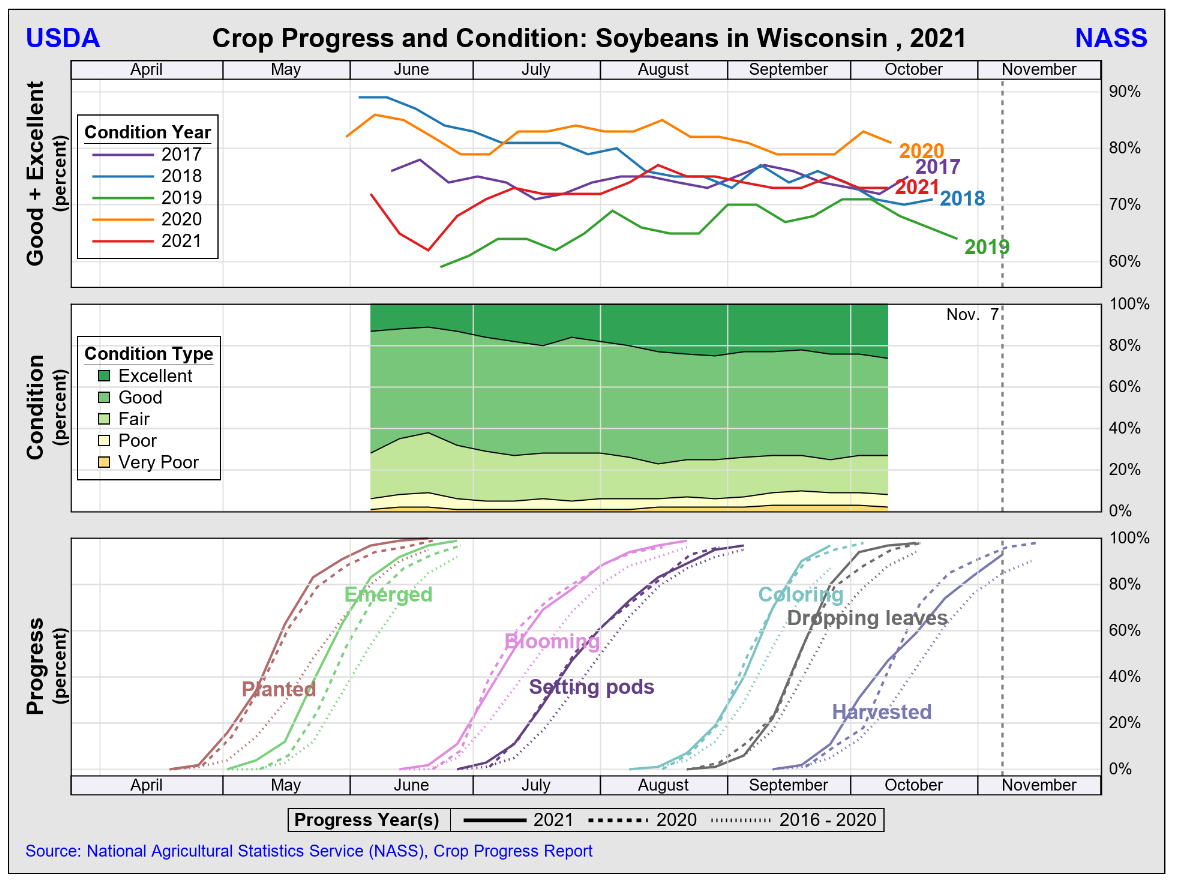 USDA
Crop Progress and Condition: Soybeans in Wisconsin , 2021
NASS
April May June July August September October November
Good + Excellent
(percent)
Condition Year
2017
2018
2019
2020
2021
90%
80%
70%
60%
2020
2017
2021
2018
2019
Condition
(percent)
Condition Type
Excellent
Good
Fair
Poor
Very Poor
Nov. 7
100%
80%
60%
40%
20%
0%
Progress
(percent)
100%
80%
60%
40%
20%
0%
Emerged
Coloring
Dropping leaves
Blooming
Setting pods
Planted
Harvested
April May June July August September October November
Progress Year(s) 2021 2020 2016 - 2020
Source: National Agricultural Statistics Service (NASS), Crop Progress Report